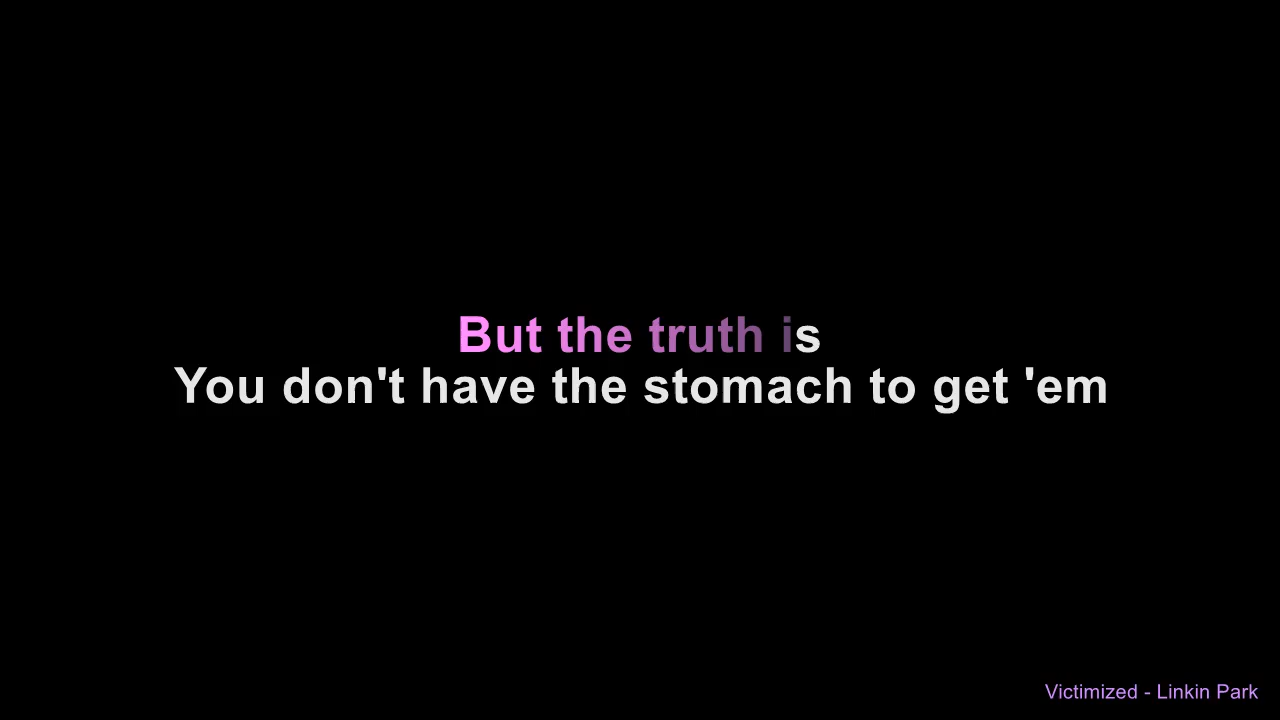 But the truth is
You don't have the stomach to get 'em
Victimized - Linkin Park